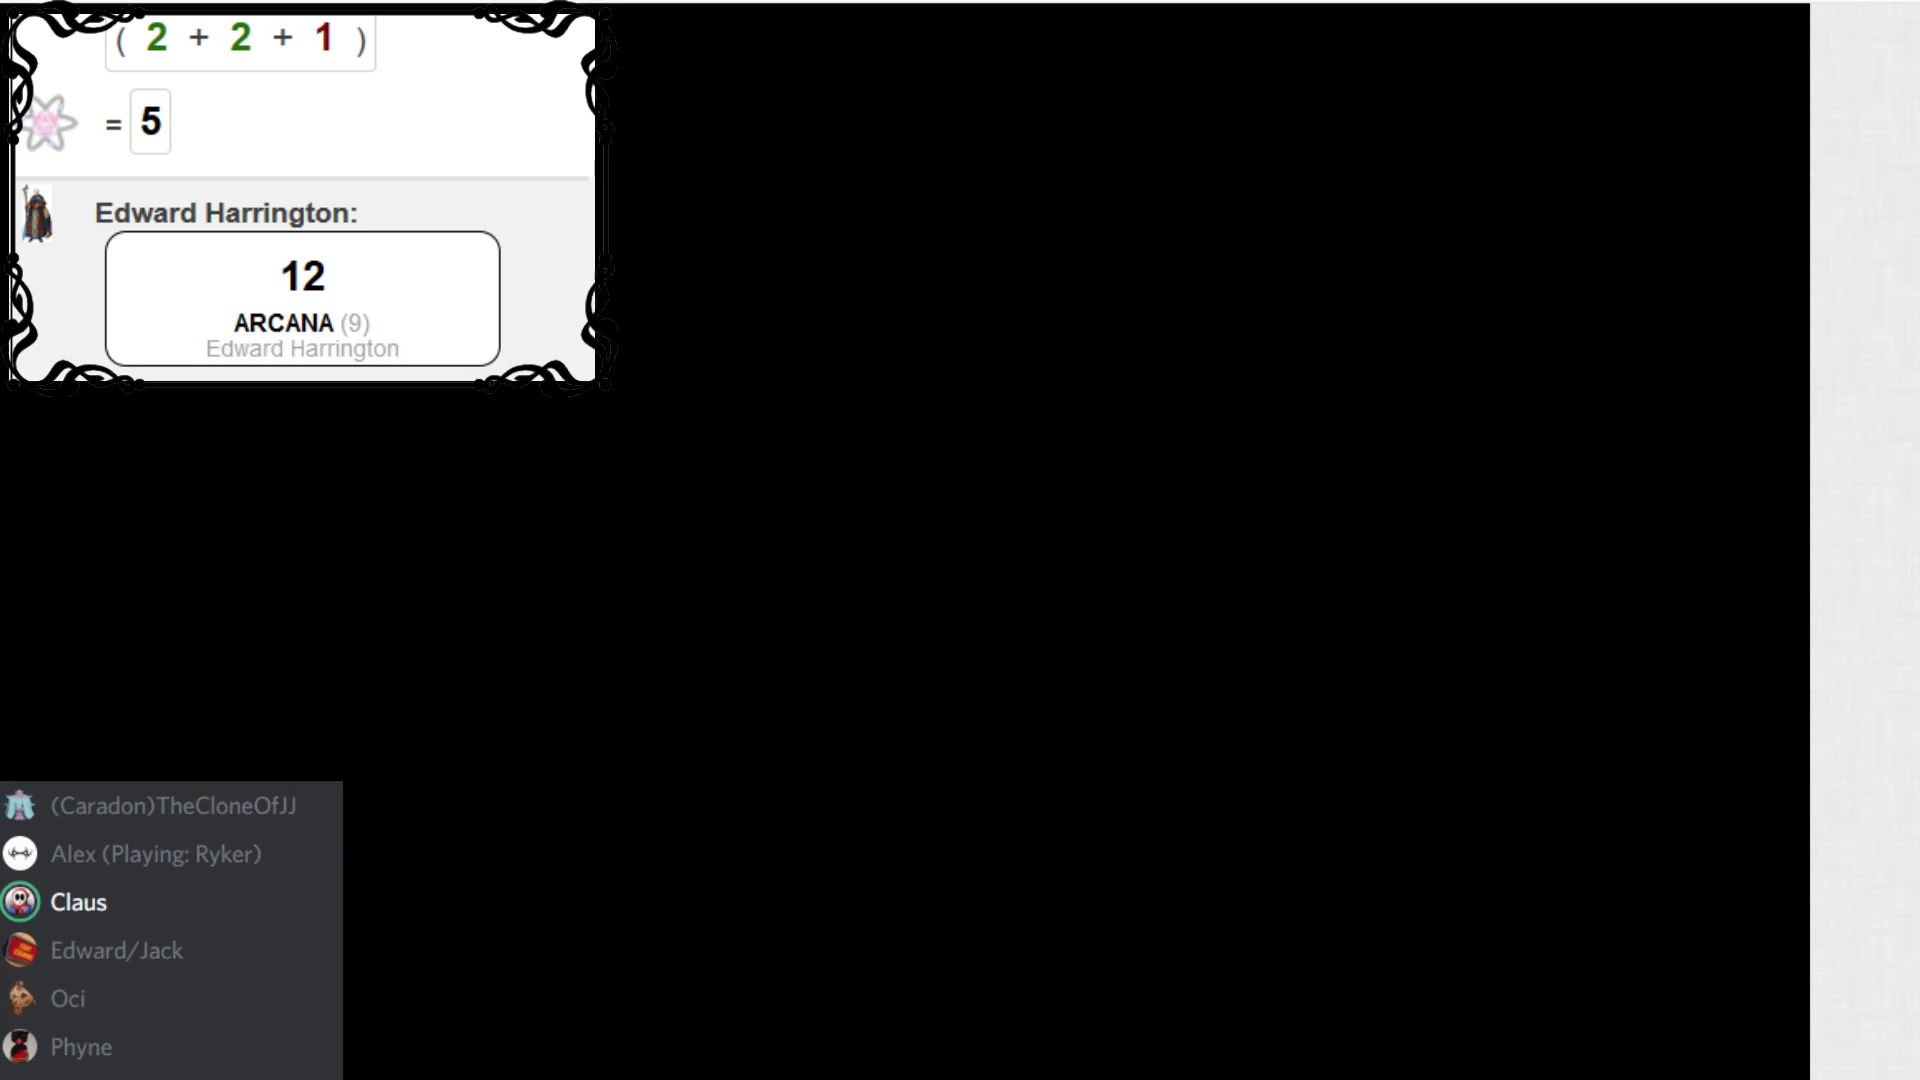 ( 2 + 2 + 1 )
= 5
Edward Harrington:
12
ARCANA (9)
Edward Harrington
(Caradon)TheCloneOfJJ
Alex (Playing: Ryker)
Claus
Edward/Jack
Oci
Phyne